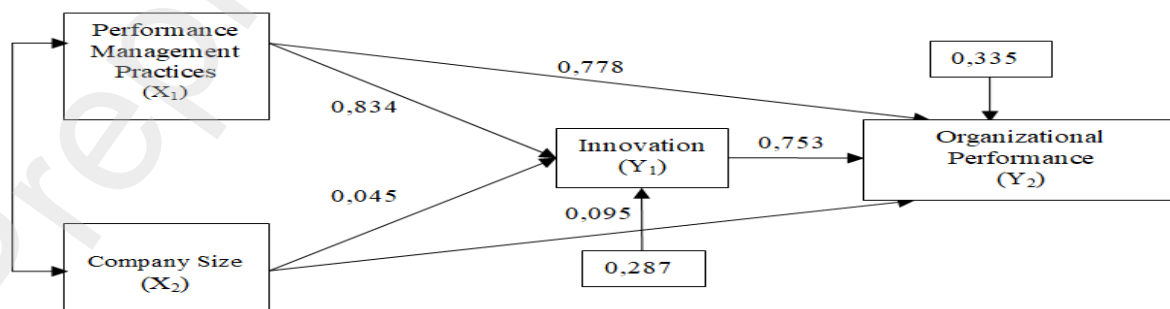 Performance
Management
Practices
(X₁)
0,778
0,335
0,834
Innovation
(Y₁)
0,753
Organizational
Performance
(Y₂)
0,045
0,095
Company Size
(X₂)
0,287